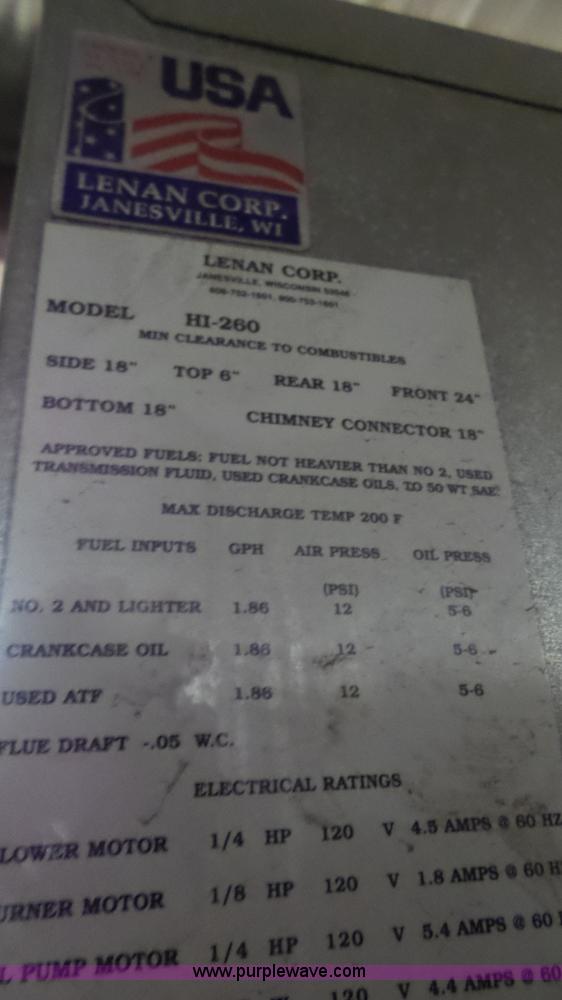 USA
LENAN CORP.
JANESVILLE, WI
LENAN CORP.
JANESVILLE, WISCONSIN
MODEL HI-260
MIN CLEARANCE TO COMBUSTIBLES
SIDE 18" TOP 6" REAR 18" FRONT 24"
BOTTOM 18" CHIMNEY CONNECTOR 18"
APPROVED FUELS: FUEL NOT HEAVIER THAN NO 2, USED
TRANSMISSION FLUID, USED CRANKCASE OILS, TO 50 WT SAE
MAX DISCHARGE TEMP 200 F
FUEL INPUTS GPH AIR PRESS OIL PRESS
(PSI) (PSI)
NO. 2 AND LIGHTER 1.86 12 5-6
CRANKCASE OIL 1.86 12 5-6
USED ATF 1.86 12 5-6
FLUE DRAFT -.05 W.C.
ELECTRICAL RATINGS
LOWER MOTOR 1/4 HP 120 V 4.5 AMPS @ 60 HZ
URNER MOTOR 1/8 HP 120 V 1.8 AMPS @ 60 H
L PUMP MOTOR 1/4 HP 120 V 5.4 AMPS @ 60
120 V 4.4 AMPS @ 60
www.purplewave.com